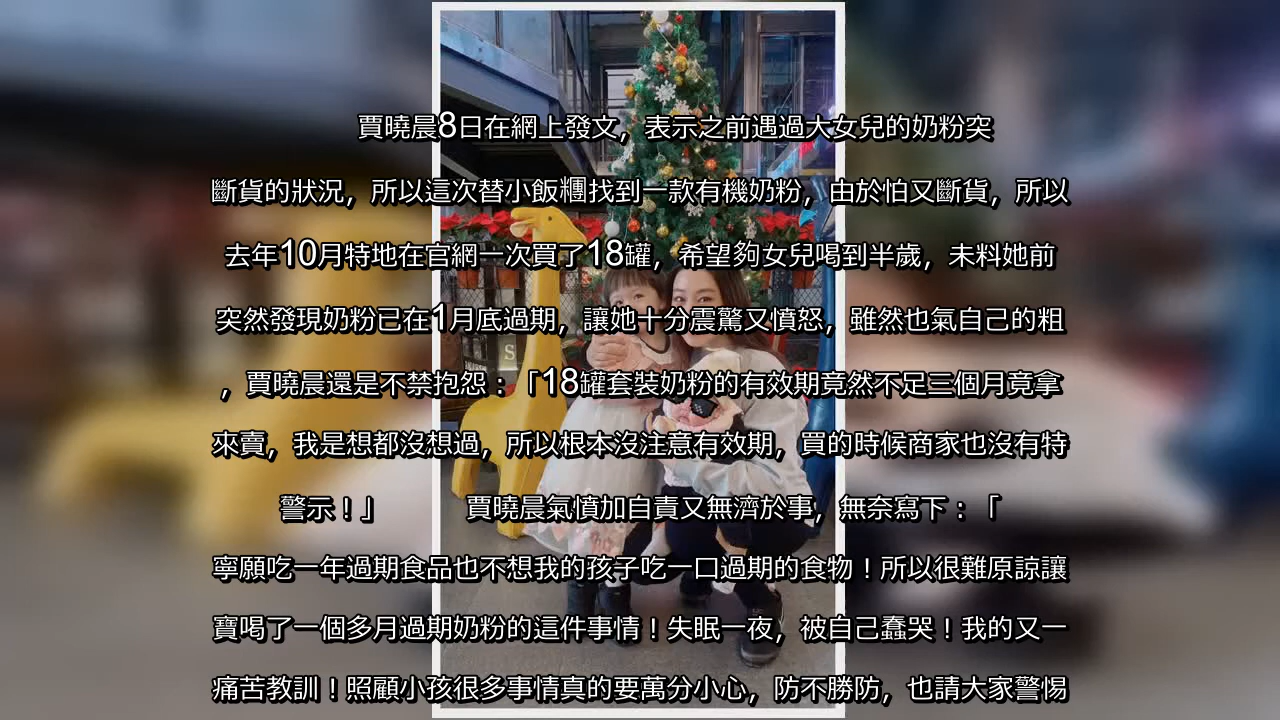 賈曉晨8日在網上發文，表示之前遇過大女兒的奶粉突
斷貨的狀況，所以這次替小飯糰找到一款有機奶粉，由於怕又斷貨，所以
去年10月特地在官網一次買了18罐，希望夠女兒喝到半歲，未料她前
突然發現奶粉已在1月底過期，讓她十分震驚又憤怒，雖然也氣自己的粗
，賈曉晨還是不禁抱怨：「18罐套裝奶粉的有效期竟然不足三個月竟拿
來賣，我是想都沒想過，所以根本沒注意有效期，買的時候商家也沒有特
警示！」 賈曉晨氣憤加自責又無濟於事，無奈寫下：「
寧願吃一年過期食品也不想我的孩子吃一口過期的食物！所以很難原諒讓
寶喝了一個多月過期奶粉的這件事情！失眠一夜，被自己蠢哭！我的又一
痛苦教訓！照顧小孩很多事情真的要萬分小心，防不勝防，也請大家警惕
S